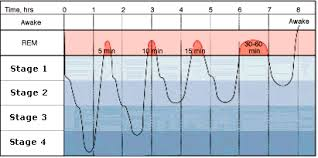 Time, hrs 0 1 2 3 4 5 6 7 8
Awake Awake
REM 5 min 10 min 15 min 30-60 min
Stage 1
Stage 2
Stage 3
Stage 4